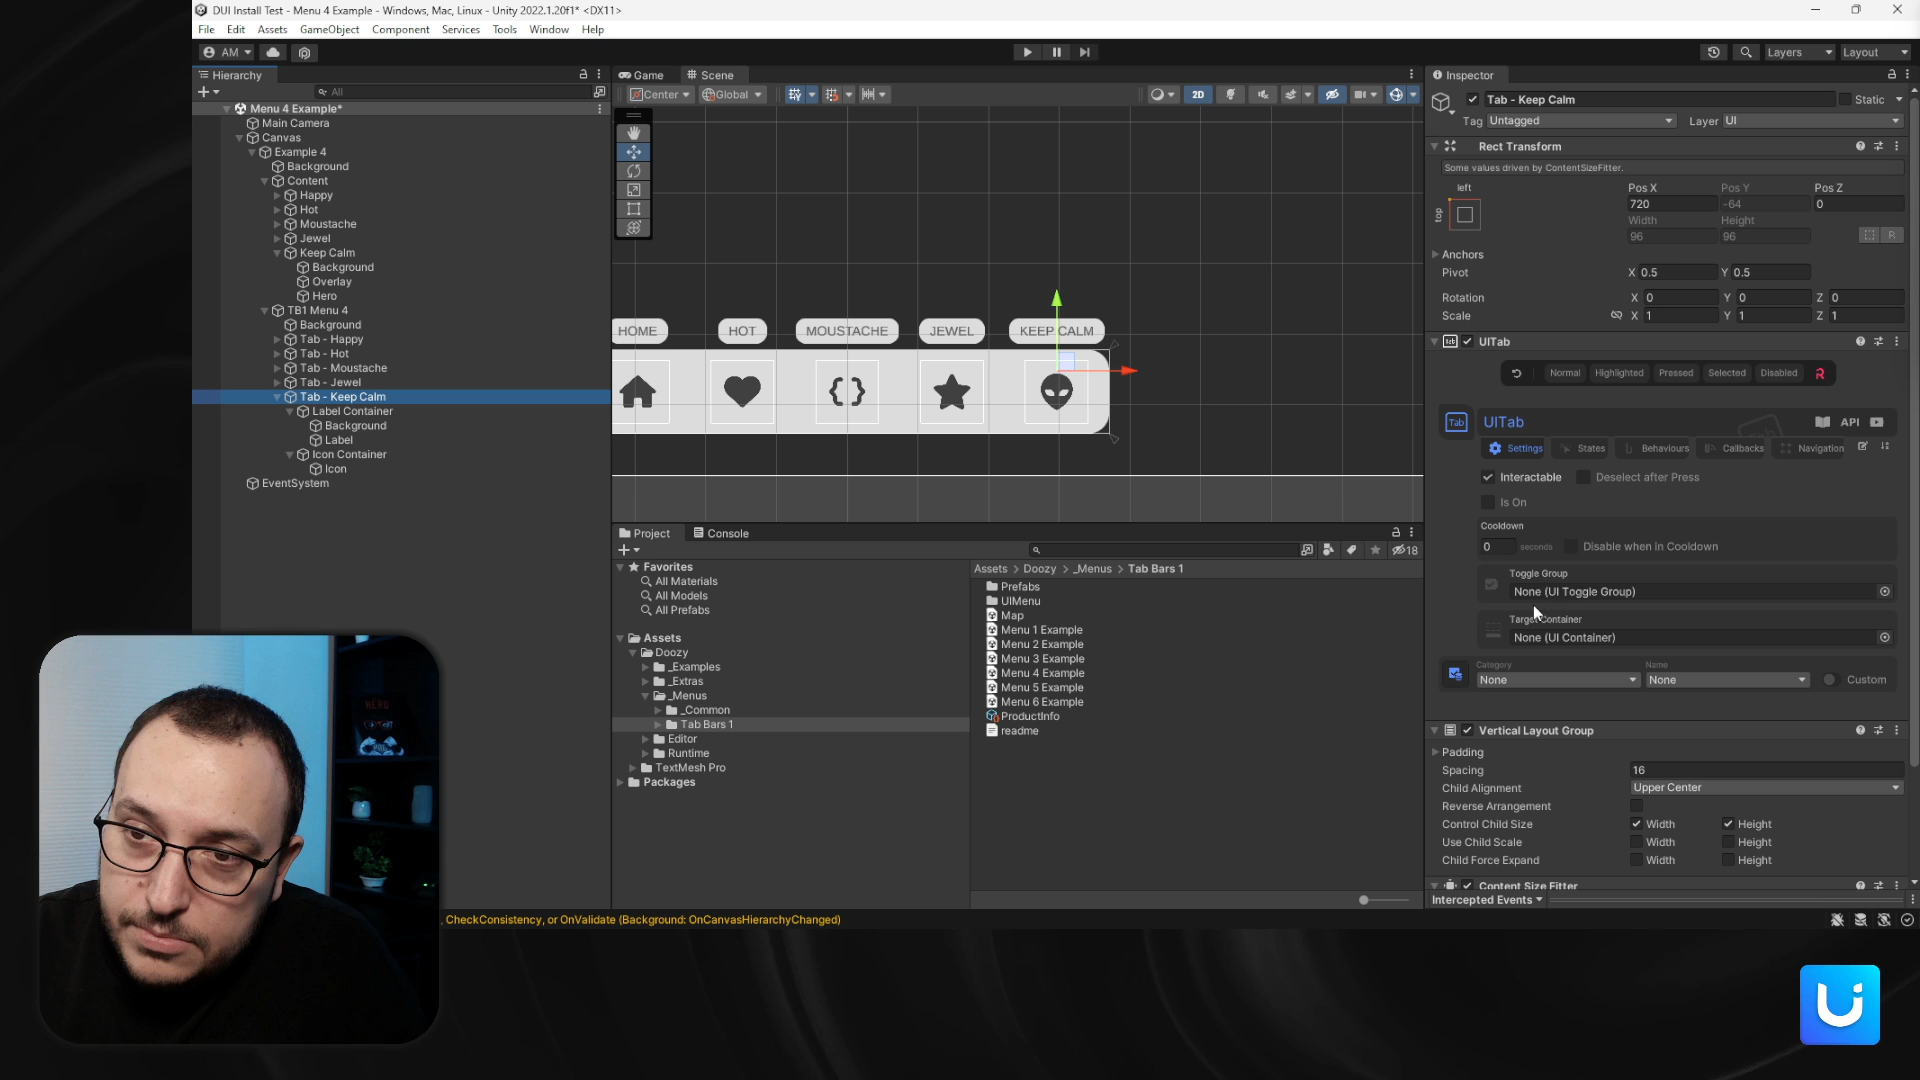 DUI Install Test - Menu 4 Example - Windows, Mac, Linux - Unity 2022.1.20f1* <DX11>
File Edit Assets GameObject Component Services Tools Window Help
AM Layers Layout
Hierarchy
All
Menu 4 Example*
Main Camera
Canvas
Example 4
Background
Content
Happy
Hot
Moustache
Jewel
Keep Calm
Background
Overlay
Hero
TB1 Menu 4
Background
Tab - Happy
Tab - Hot
Tab - Moustache
Tab - Jewel
Tab - Keep Calm
Label Container
Background
Label
Icon Container
Icon
EventSystem
Game Scene
Center Global 2D
HOME HOT MOUSTACHE JEWEL KEEP CALM
Project Console
18
Favorites
All Materials
All Models
All Prefabs
Assets
Doozy
_Examples
_Extras
_Menus
_Common
Tab Bars 1
Editor
Runtime
TextMesh Pro
Packages
Assets > Doozy > _Menus > Tab Bars 1
Prefabs
UIMenu
Map
Menu 1 Example
Menu 2 Example
Menu 3 Example
Menu 4 Example
Menu 5 Example
Menu 6 Example
ProductInfo
readme
Inspector
Tab - Keep Calm Static
Tag Untagged Layer UI
Rect Transform
Some values driven by ContentSizeFitter.
left Pos X Pos Y Pos Z
top 720 -64 0
Width Height
96 96 R
Anchors
Pivot X 0.5 Y 0.5
Rotation X 0 Y 0 Z 0
Scale X 1 Y 1 Z 1
UITab
Normal Highlighted Pressed Selected Disabled R
Tab UITab API
Settings States Behaviours Callbacks Navigation
Interactable Deselect after Press
Is On
Cooldown
0 seconds Disable when in Cooldown
Toggle Group
None (UI Toggle Group)
Target Container
None (UI Container)
Category Name
None None Custom
Vertical Layout Group
Padding
Spacing 16
Child Alignment Upper Center
Reverse Arrangement
Control Child Size Width Height
Use Child Scale Width Height
Child Force Expand Width Height
Content Size Fitter
Intercepted Events
, CheckConsistency, or OnValidate (Background: OnCanvasHierarchyChanged)